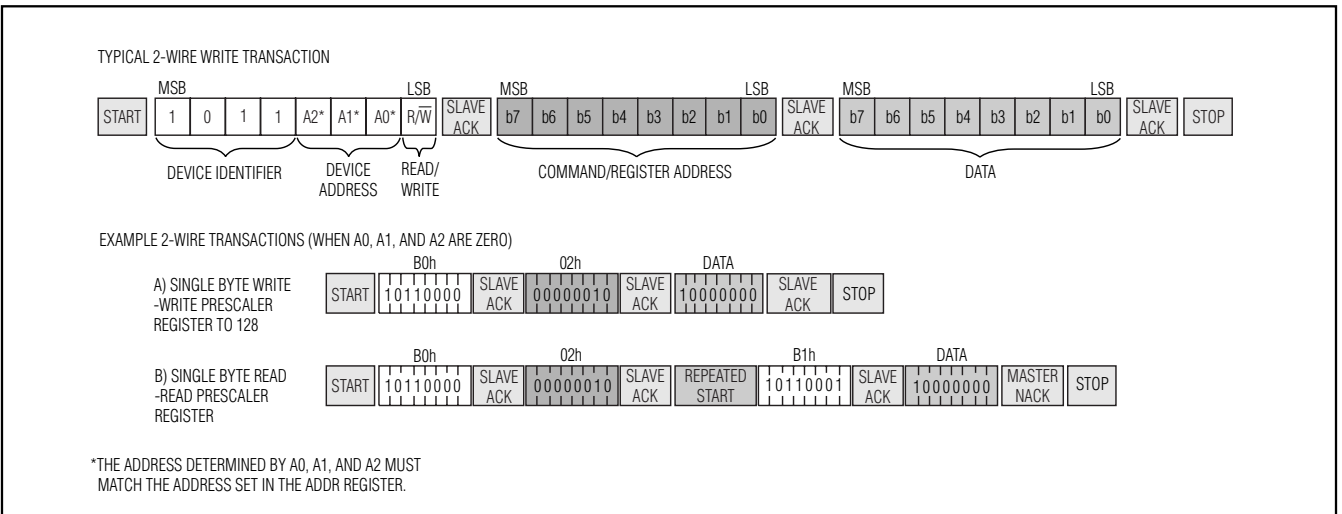 TYPICAL 2-WIRE WRITE TRANSACTION
MSB LSB MSB LSB MSB LSB
START 1 0 1 1 A2* A1* A0* R/W̅ SLAVE ACK b7 b6 b5 b4 b3 b2 b1 b0 SLAVE ACK b7 b6 b5 b4 b3 b2 b1 b0 SLAVE ACK STOP
DEVICE IDENTIFIER DEVICE ADDRESS READ/WRITE COMMAND/REGISTER ADDRESS DATA
EXAMPLE 2-WIRE TRANSACTIONS (WHEN A0, A1, AND A2 ARE ZERO)
B0h 02h DATA
A) SINGLE BYTE WRITE
-WRITE PRESCALER
REGISTER TO 128
START 10110000 SLAVE ACK 00000010 SLAVE ACK 10000000 SLAVE ACK STOP
B0h 02h B1h DATA
B) SINGLE BYTE READ
-READ PRESCALER
REGISTER
START 10110000 SLAVE ACK 00000010 SLAVE ACK REPEATED START 10110001 SLAVE ACK 10000000 MASTER NACK STOP
*THE ADDRESS DETERMINED BY A0, A1, AND A2 MUST
MATCH THE ADDRESS SET IN THE ADDR REGISTER.